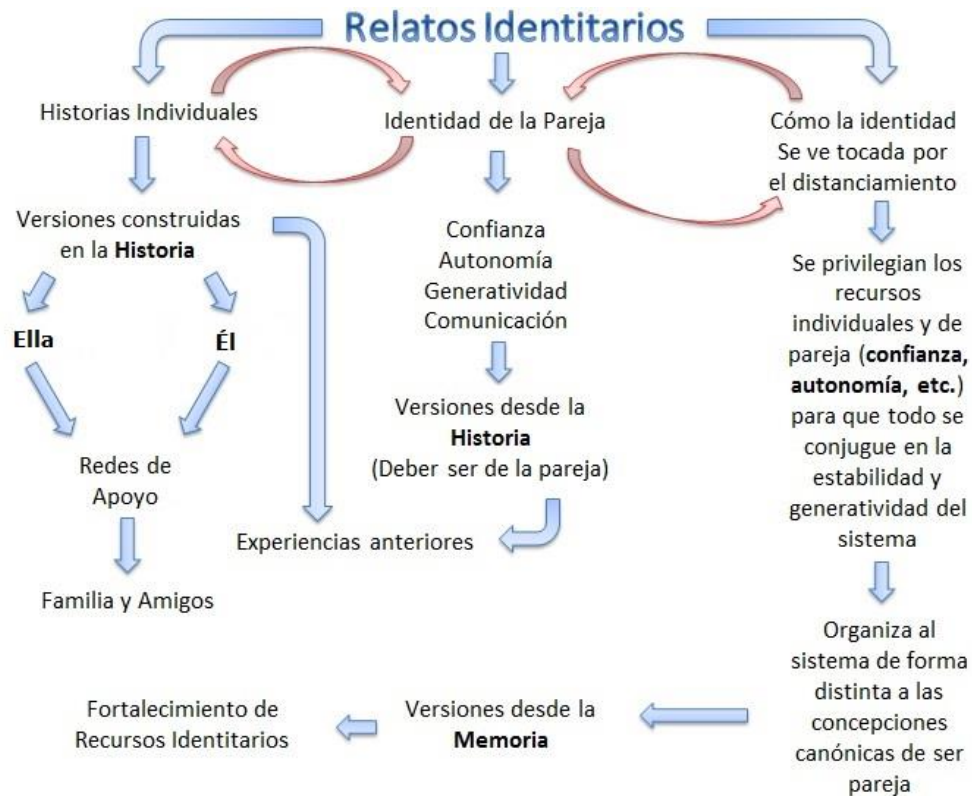 Relatos Identitarios
Historias Individuales
Versiones construidas
en la Historia
Ella
Él
Redes de
Apoyo
Familia y Amigos
Identidad de la Pareja
Confianza
Autonomía
Generatividad
Comunicación
Versiones desde la
Historia
(Deber ser de la pareja)
Experiencias anteriores
Cómo la identidad
Se ve tocada por
el distanciamiento
Se privilegian los
recursos
individuales y de
pareja (confianza,
autonomía, etc.)
para que todo se
conjugue en la
estabilidad y
generatividad del
sistema
Organiza al
sistema de forma
distinta a las
concepciones
canónicas de ser
pareja
Versiones desde la
Memoria
Fortalecimiento de
Recursos Identitarios